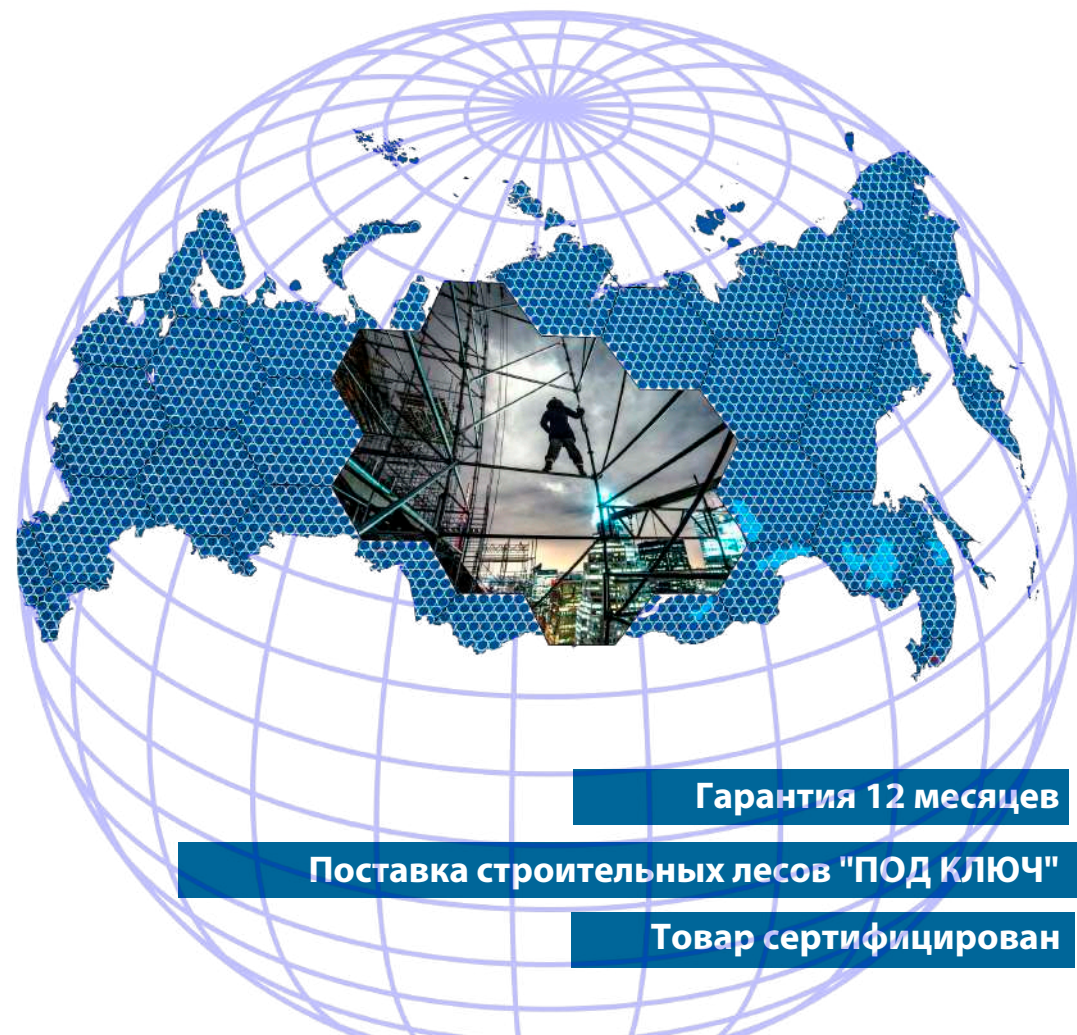 Гарантия 12 месяцев
Поставка строительных лесов "ПОД КЛЮЧ"
Товар сертифицирован